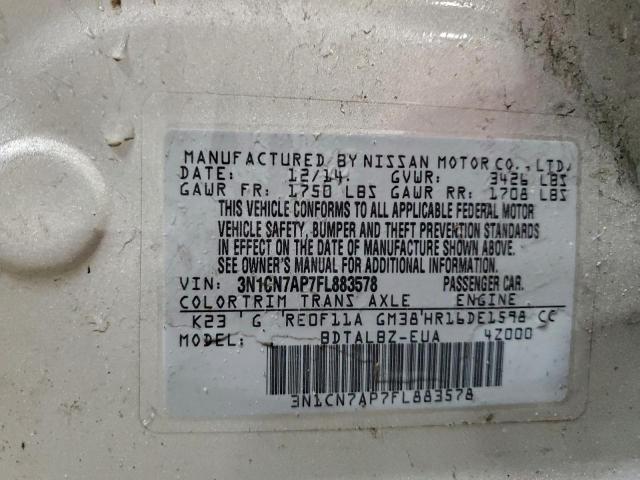 MANUFACTURED BY NISSAN MOTOR CO., LTD.
DATE: 12/14. GVWR: 3426 LBS
GAWR FR: 1750 LBS GAWR RR: 1708 LBS
THIS VEHICLE CONFORMS TO ALL APPLICABLE FEDERAL MOTOR
VEHICLE SAFETY, BUMPER AND THEFT PREVENTION STANDARDS
IN EFFECT ON THE DATE OF MANUFACTURE SHOWN ABOVE.
SEE OWNER'S MANUAL FOR ADDITIONAL INFORMATION.
VIN: 3N1CN7AP7FL883578 PASSENGER CAR.
COLOR TRIM TRANS AXLE ENGINE
K23 ' G ' RE0F11A GM38'HR16DE1598 CC
MODEL: BDTALBZ-EUA 4Z000
3N1CN7AP7FL883578